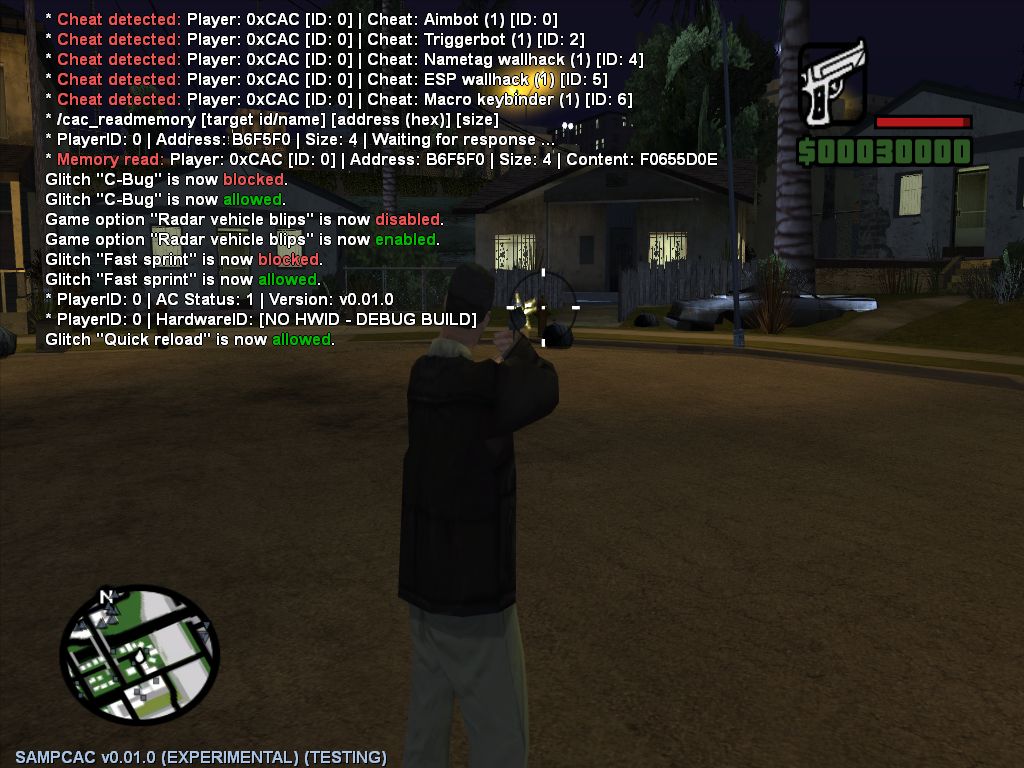 * Cheat detected: Player: 0xCAC [ID: 0] | Cheat: Aimbot (1) [ID: 0]
* Cheat detected: Player: 0xCAC [ID: 0] | Cheat: Triggerbot (1) [ID: 2]
* Cheat detected: Player: 0xCAC [ID: 0] | Cheat: Nametag wallhack (1) [ID: 4]
* Cheat detected: Player: 0xCAC [ID: 0] | Cheat: ESP wallhack (1) [ID: 5]
* Cheat detected: Player: 0xCAC [ID: 0] | Cheat: Macro keybinder (1) [ID: 6]
* /cac_readmemory [target id/name] [address (hex)] [size]
* PlayerID: 0 | Address: B6F5F0 | Size: 4 | Waiting for response ...
* Memory read: Player: 0xCAC [ID: 0] | Address: B6F5F0 | Size: 4 | Content: F0655D0E
Glitch "C-Bug" is now blocked.
Glitch "C-Bug" is now allowed.
Game option "Radar vehicle blips" is now disabled.
Game option "Radar vehicle blips" is now enabled.
Glitch "Fast sprint" is now blocked.
Glitch "Fast sprint" is now allowed.
* PlayerID: 0 | AC Status: 1 | Version: v0.01.0
* PlayerID: 0 | HardwareID: [NO HWID - DEBUG BUILD]
Glitch "Quick reload" is now allowed.
$00030000
N
SAMPCAC v0.01.0 (EXPERIMENTAL) (TESTING)